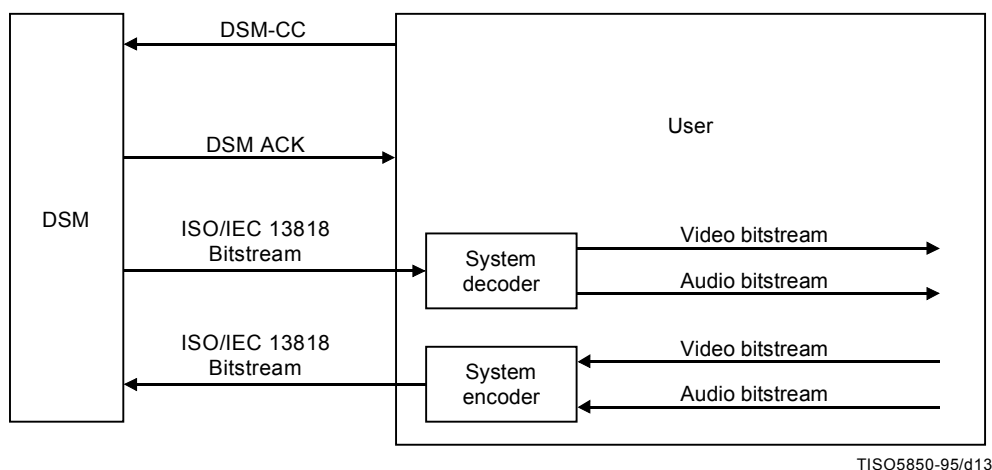 DSM-CC
User
DSM ACK
DSM
ISO/IEC 13818
Bitstream
System
decoder
Video bitstream
Audio bitstream
ISO/IEC 13818
Bitstream
System
encoder
Video bitstream
Audio bitstream
TISO5850-95/d13